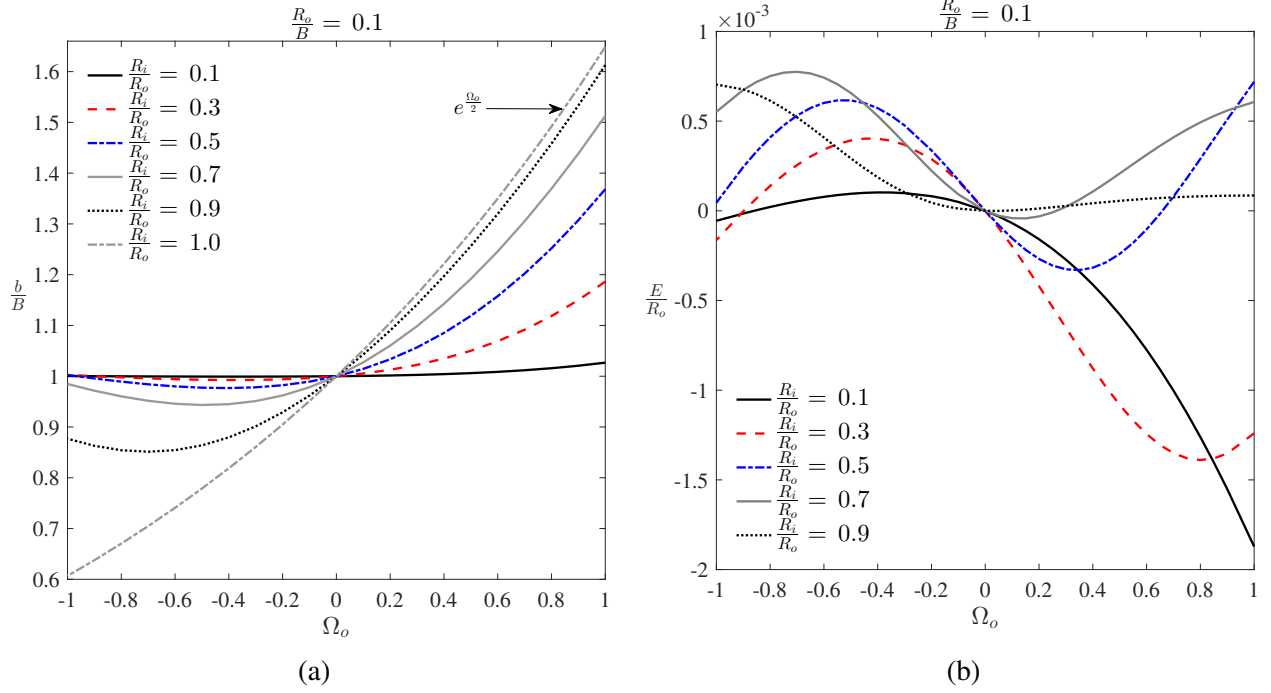 R_o/B = 0.1
1.6
1.5
1.4
1.3
1.2
1.1
1
0.9
0.8
0.7
0.6
b/B
R_i/R_o = 0.1
R_i/R_o = 0.3
R_i/R_o = 0.5
R_i/R_o = 0.7
R_i/R_o = 0.9
R_i/R_o = 1.0
e^{Ω_o/2}
-1 -0.8 -0.6 -0.4 -0.2 0 0.2 0.4 0.6 0.8 1
Ω_o
(a)
×10^{-3}
R_o/B = 0.1
1
0.5
0
-0.5
-1
-1.5
-2
E/R_o
R_i/R_o = 0.1
R_i/R_o = 0.3
R_i/R_o = 0.5
R_i/R_o = 0.7
R_i/R_o = 0.9
-1 -0.8 -0.6 -0.4 -0.2 0 0.2 0.4 0.6 0.8 1
Ω_o
(b)